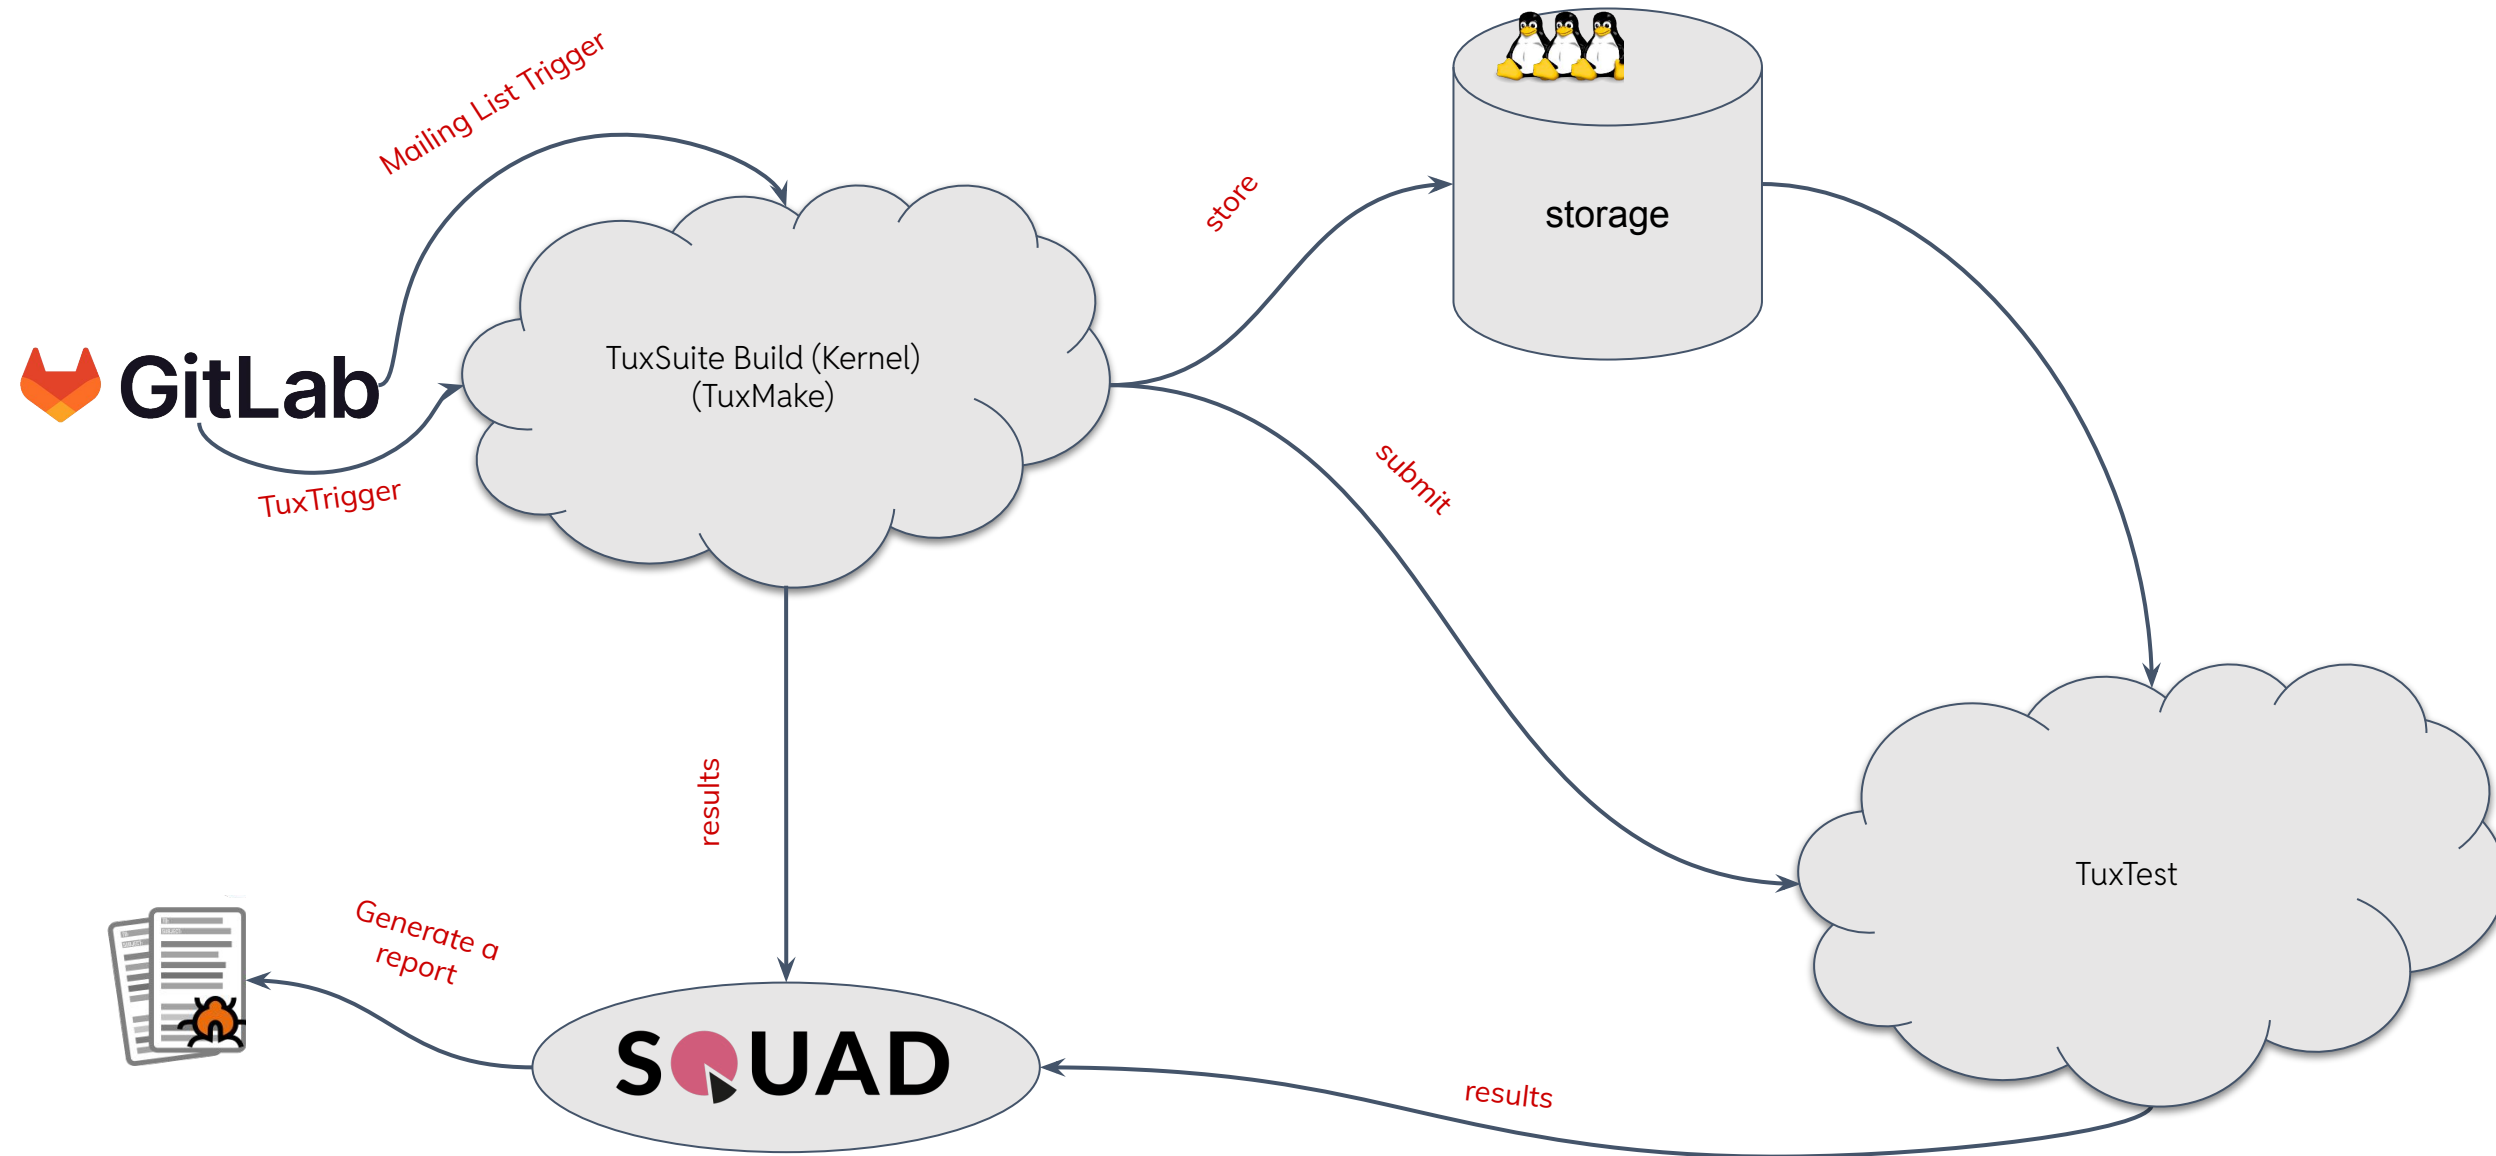 Mailing List Trigger
store
storage
GitLab
TuxSuite Build (Kernel)
(TuxMake)
TuxTrigger
submit
results
TuxTest
Generate a
report
SQUAD
results